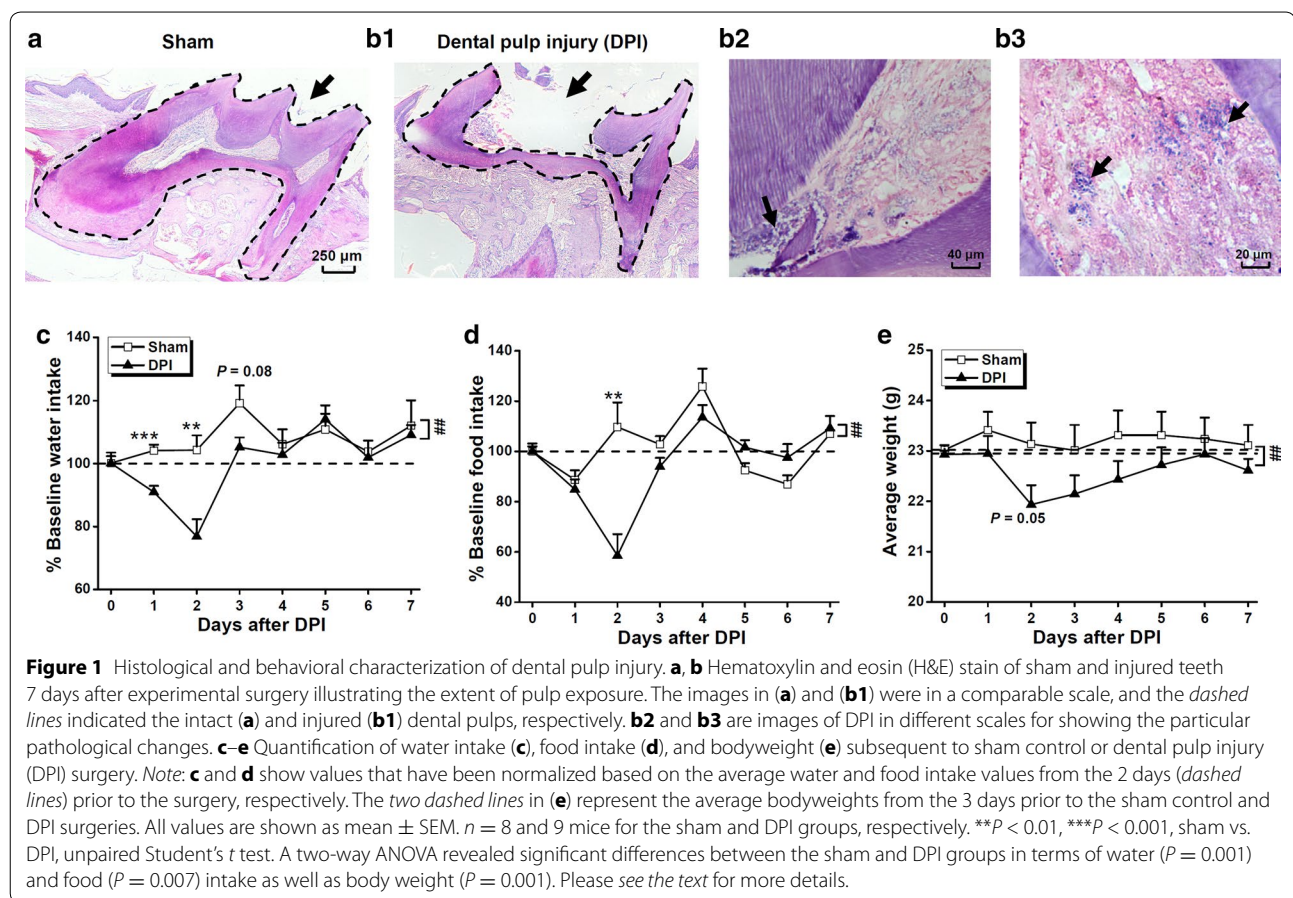 a
Sham
b1
Dental pulp injury (DPI)
b2
b3
250 µm
40 µm
20 µm
c
% Baseline water intake
140
120
100
80
60
Sham
DPI
***
**
P = 0.08
##
0 1 2 3 4 5 6 7
Days after DPI
d
% Baseline food intake
140
120
100
80
60
40
**
##
0 1 2 3 4 5 6 7
Days after DPI
e
Average weight (g)
25
24
23
23
22
21
20
Sham
DPI
P = 0.05
##
0 1 2 3 4 5 6 7
Days after DPI
Figure 1 Histological and behavioral characterization of dental pulp injury. a, b Hematoxylin and eosin (H&E) stain of sham and injured teeth
7 days after experimental surgery illustrating the extent of pulp exposure. The images in (a) and (b1) were in a comparable scale, and the dashed
lines indicated the intact (a) and injured (b1) dental pulps, respectively. b2 and b3 are images of DPI in different scales for showing the particular
pathological changes. c–e Quantification of water intake (c), food intake (d), and bodyweight (e) subsequent to sham control or dental pulp injury
(DPI) surgery. Note: c and d show values that have been normalized based on the average water and food intake values from the 2 days (dashed
lines) prior to the surgery, respectively. The two dashed lines in (e) represent the average bodyweights from the 3 days prior to the sham control and
DPI surgeries. All values are shown as mean ± SEM. n = 8 and 9 mice for the sham and DPI groups, respectively. **P < 0.01, ***P < 0.001, sham vs.
DPI, unpaired Student's t test. A two-way ANOVA revealed significant differences between the sham and DPI groups in terms of water (P = 0.001)
and food (P = 0.007) intake as well as body weight (P = 0.001). Please see the text for more details.